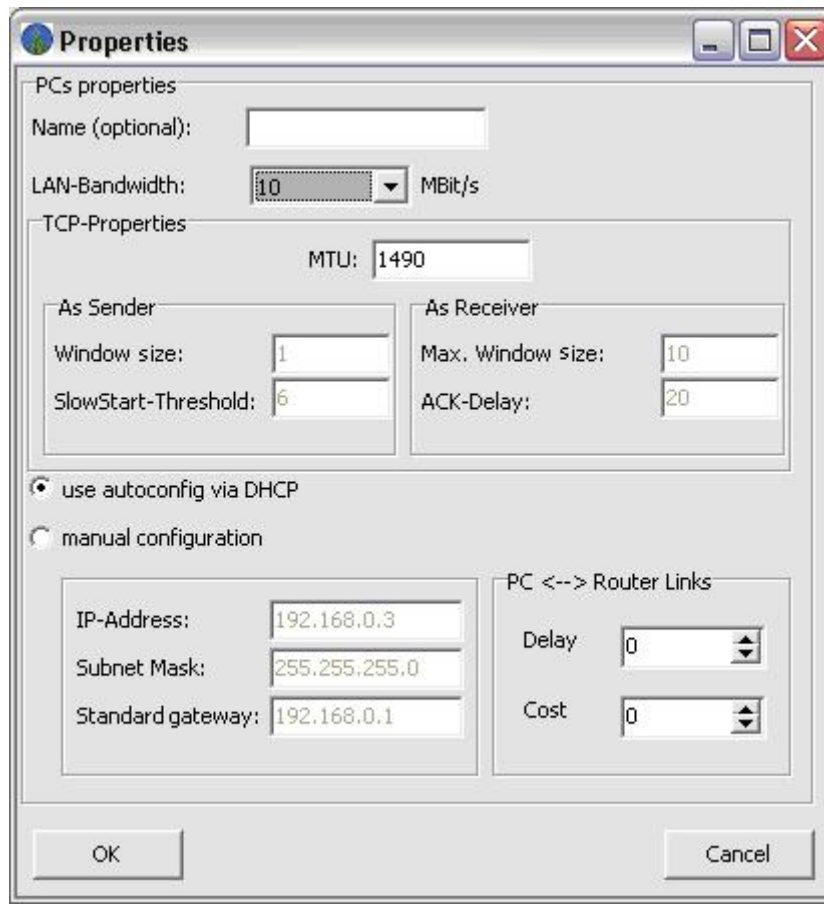 Properties
PCs properties
Name (optional):
LAN-Bandwidth: 10 MBit/s
TCP-Properties
MTU: 1490
As Sender
Window size: 1
SlowStart-Threshold: 6
As Receiver
Max. Window size: 10
ACK-Delay: 20
use autoconfig via DHCP
manual configuration
IP-Address: 192.168.0.3
Subnet Mask: 255.255.255.0
Standard gateway: 192.168.0.1
PC <--> Router Links
Delay 0
Cost 0
OK
Cancel